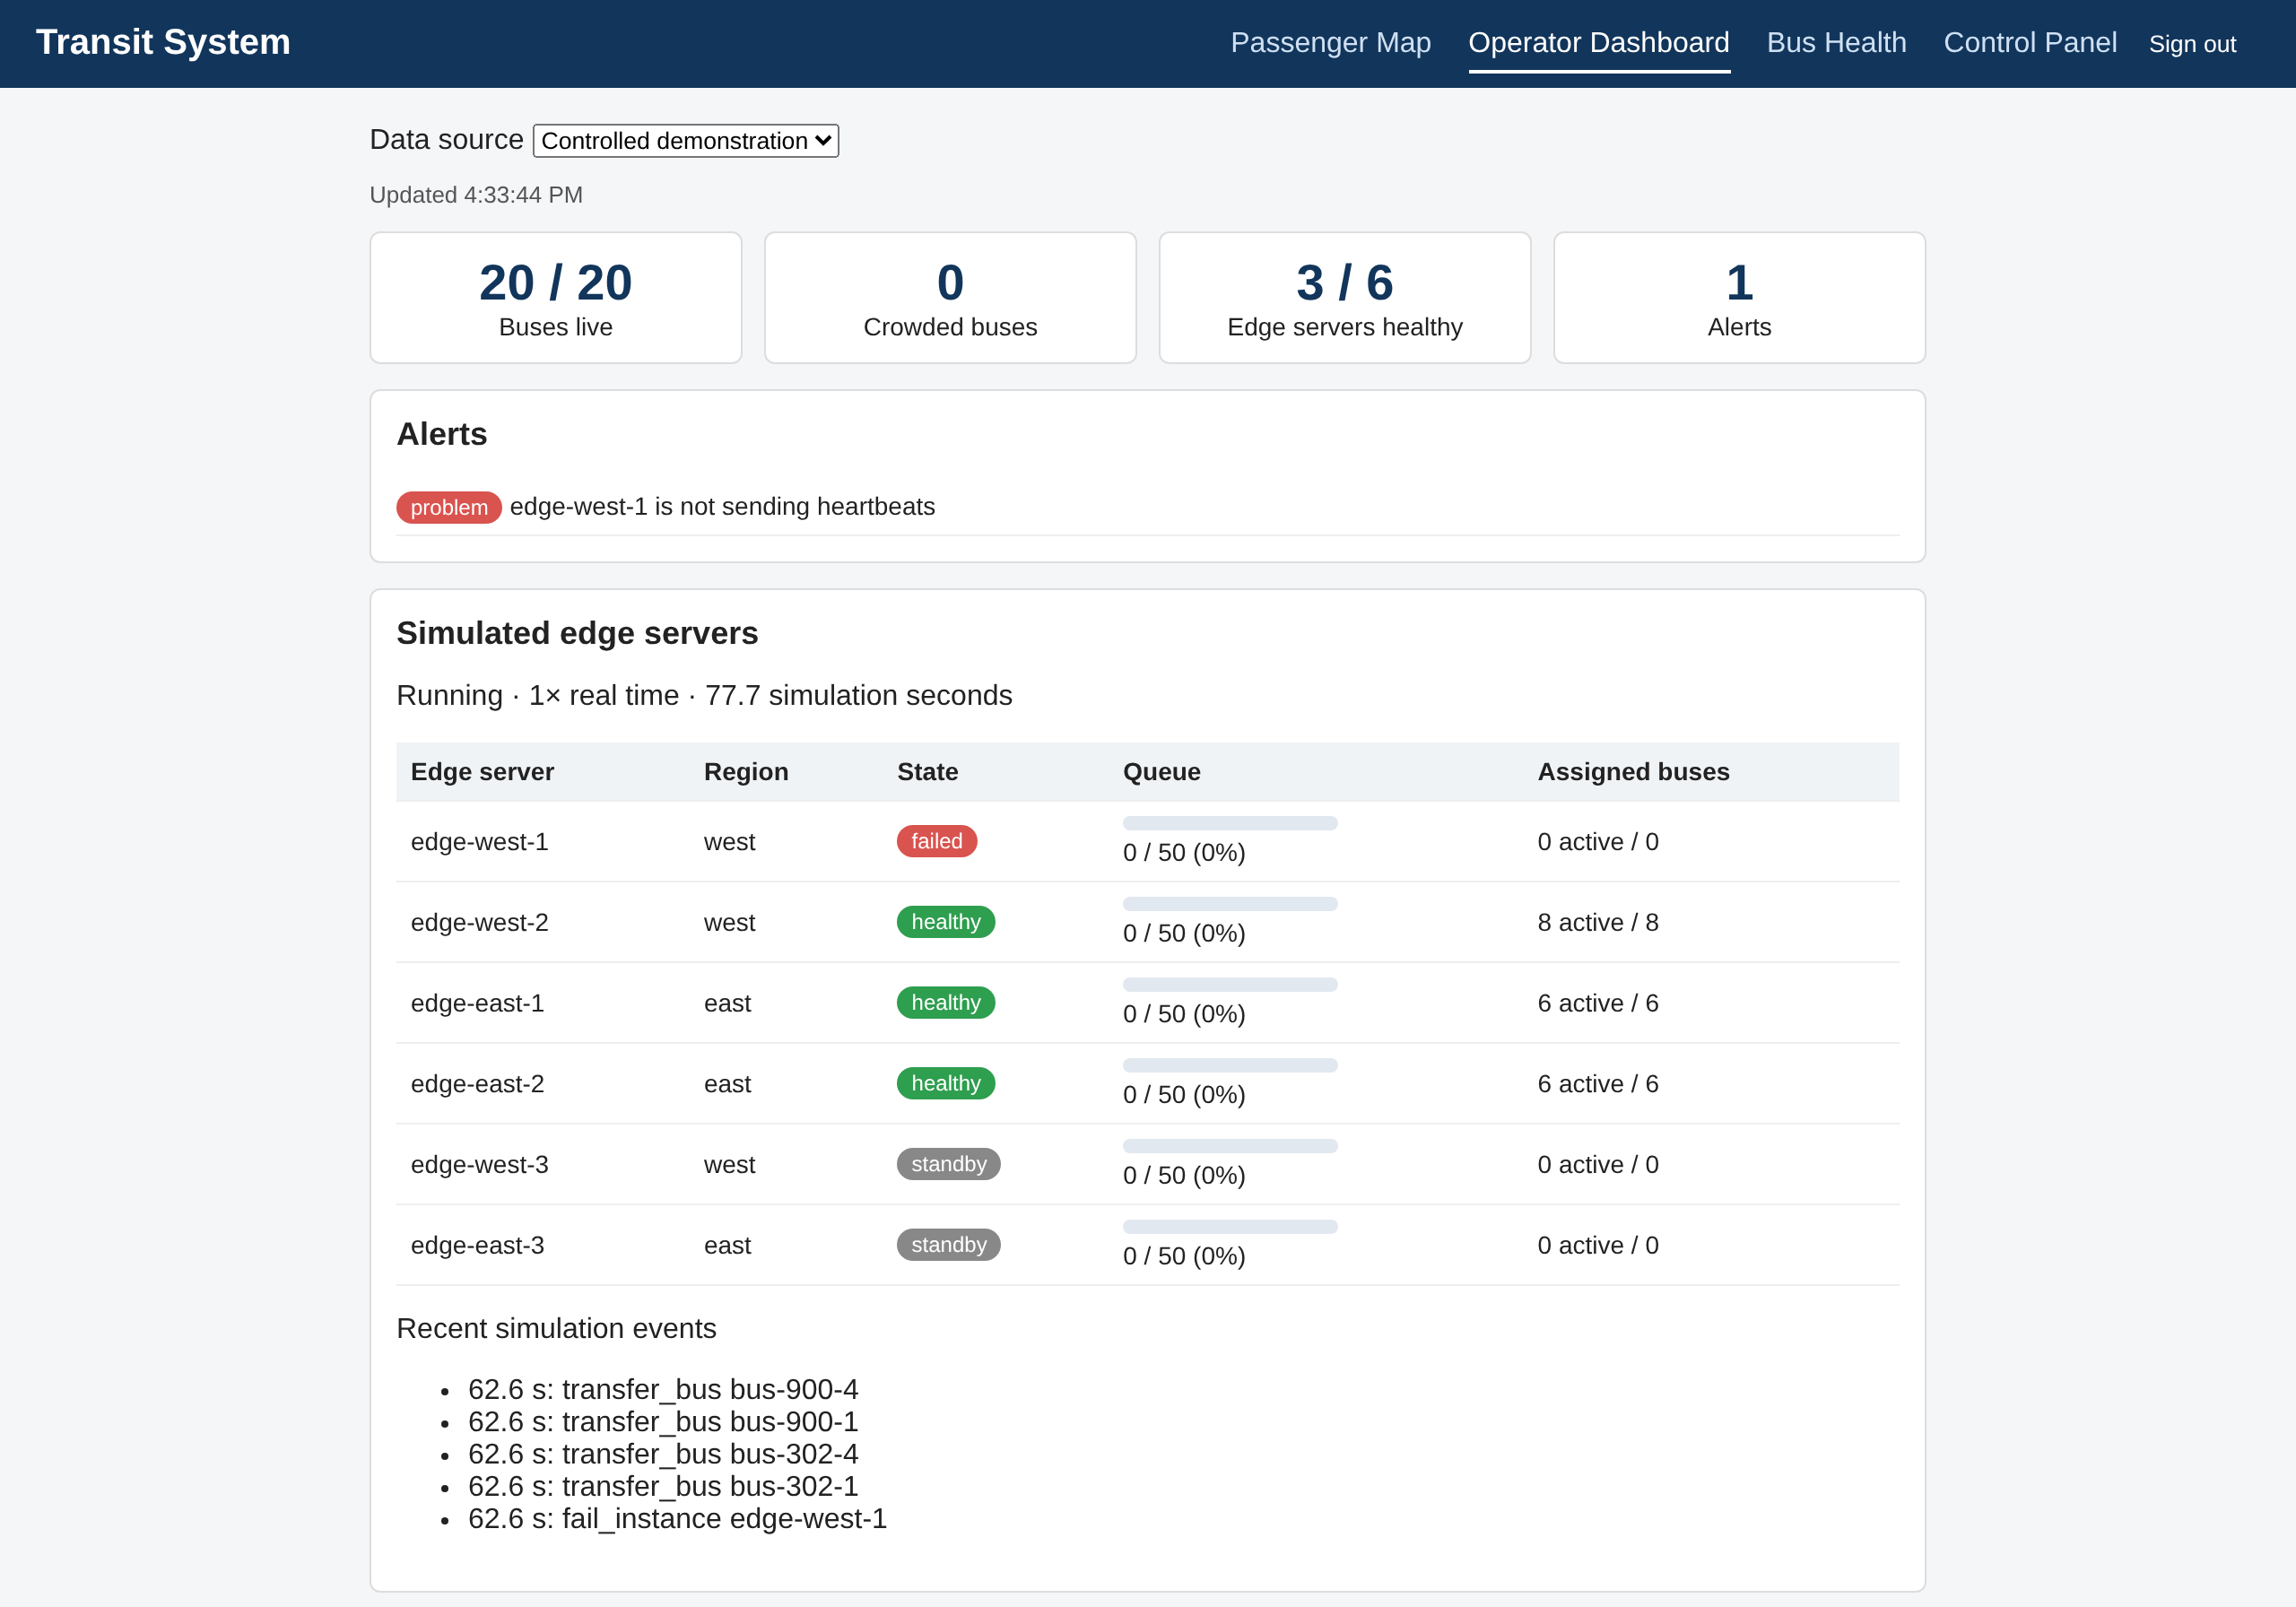 Transit System
Passenger Map Operator Dashboard Bus Health Control Panel Sign out
Data source Controlled demonstration
Updated 4:33:44 PM
20 / 20
Buses live
0
Crowded buses
3 / 6
Edge servers healthy
1
Alerts
Alerts
problem edge-west-1 is not sending heartbeats
Simulated edge servers
Running · 1× real time · 77.7 simulation seconds
Edge server Region State Queue Assigned buses
edge-west-1 west failed 0 / 50 (0%) 0 active / 0
edge-west-2 west healthy 0 / 50 (0%) 8 active / 8
edge-east-1 east healthy 0 / 50 (0%) 6 active / 6
edge-east-2 east healthy 0 / 50 (0%) 6 active / 6
edge-west-3 west standby 0 / 50 (0%) 0 active / 0
edge-east-3 east standby 0 / 50 (0%) 0 active / 0
Recent simulation events
• 62.6 s: transfer_bus bus-900-4
• 62.6 s: transfer_bus bus-900-1
• 62.6 s: transfer_bus bus-302-4
• 62.6 s: transfer_bus bus-302-1
• 62.6 s: fail_instance edge-west-1